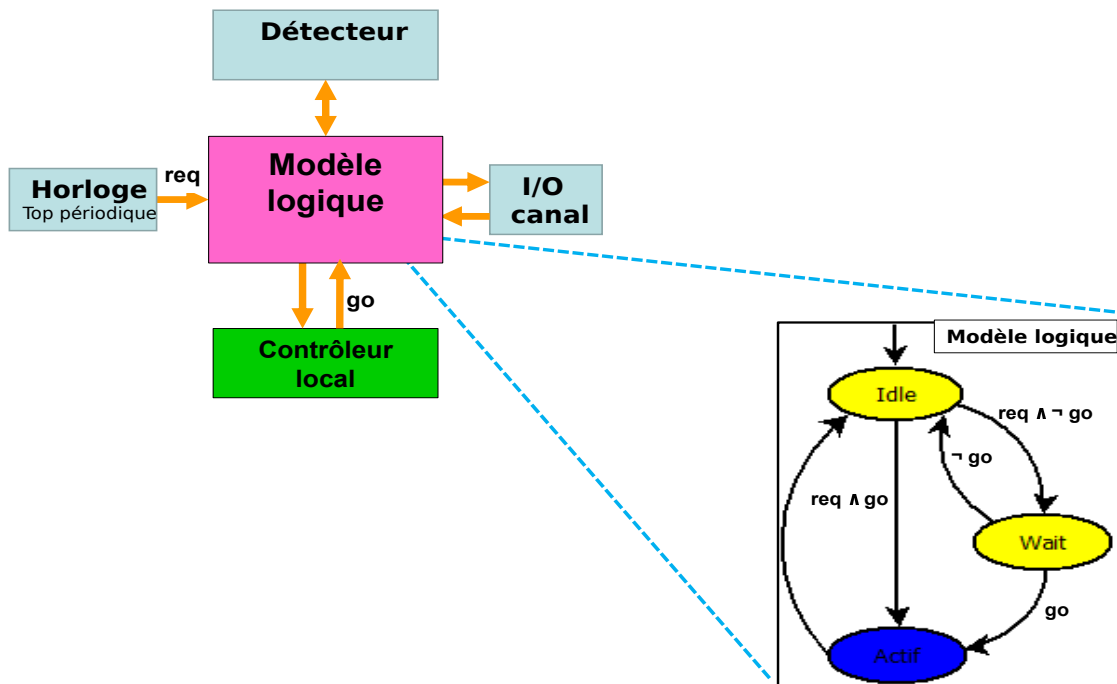 Détecteur
Modèle
logique
req
Horloge
Top périodique
I/O
canal
go
Contrôleur
local
Modèle logique
Idle
req ∧ ¬ go
¬ go
req ∧ go
Wait
go
Actif